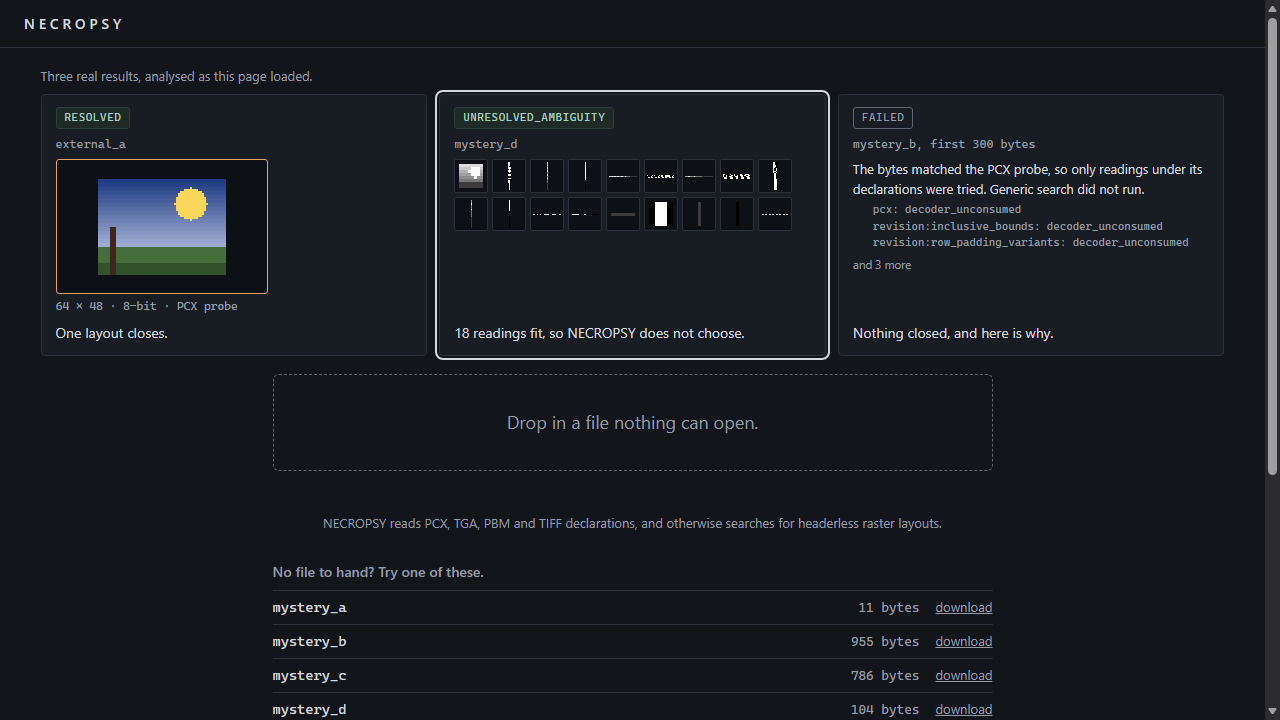 NECROPSY
Three real results, analysed as this page loaded.
RESOLVED
external_a
64 × 48 · 8-bit · PCX probe
One layout closes.
UNRESOLVED_AMBIGUITY
mystery_d
18 readings fit, so NECROPSY does not choose.
FAILED
mystery_b, first 300 bytes
The bytes matched the PCX probe, so only readings under its
declarations were tried. Generic search did not run.
pcx: decoder_unconsumed
revision:inclusive_bounds: decoder_unconsumed
revision:row_padding_variants: decoder_unconsumed
and 3 more
Nothing closed, and here is why.
Drop in a file nothing can open.
NECROPSY reads PCX, TGA, PBM and TIFF declarations, and otherwise searches for headerless raster layouts.
No file to hand? Try one of these.
mystery_a 11 bytes download
mystery_b 955 bytes download
mystery_c 786 bytes download
mystery_d 104 bytes download